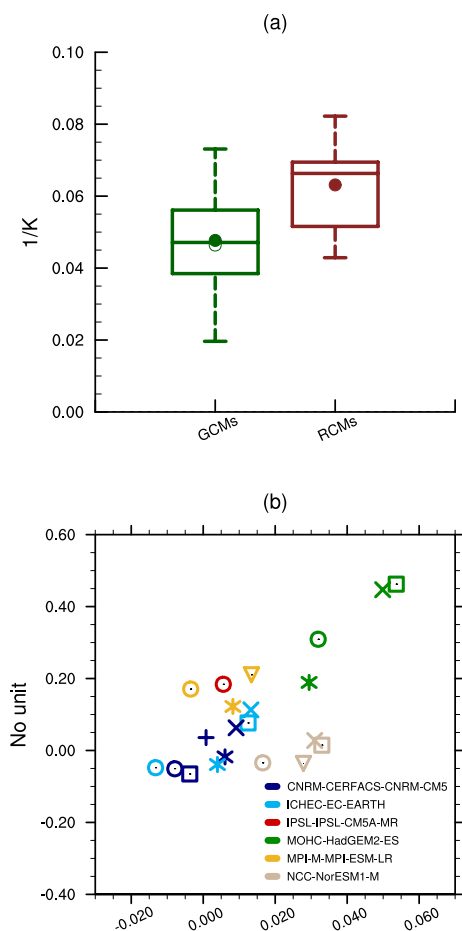 (a)
0.10
0.08
0.06
0.04
0.02
0.00
1/K
GCMs
RCMs
(b)
0.60
0.40
0.20
0.00
-0.20
-0.40
No unit
CNRM-CERFACS-CNRM-CM5
ICHEC-EC-EARTH
IPSL-IPSL-CM5A-MR
MOHC-HadGEM2-ES
MPI-M-MPI-ESM-LR
NCC-NorESM1-M
-0.020
0.000
0.020
0.040
0.060